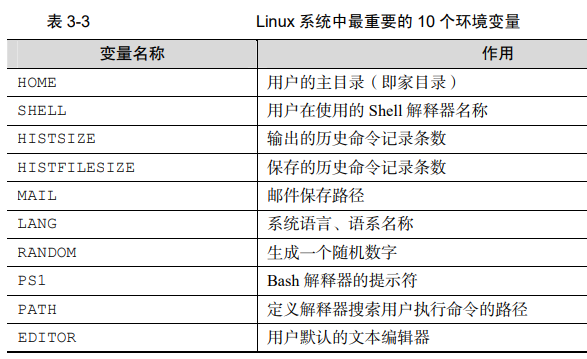 表 3-3 Linux 系统中最重要的 10 个环境变量
变量名称 作用
HOME 用户的主目录（即家目录）
SHELL 用户在使用的 Shell 解释器名称
HISTSIZE 输出的历史命令记录条数
HISTFILESIZE 保存的历史命令记录条数
MAIL 邮件保存路径
LANG 系统语言、语系名称
RANDOM 生成一个随机数字
PS1 Bash 解释器的提示符
PATH 定义解释器搜索用户执行命令的路径
EDITOR 用户默认的文本编辑器